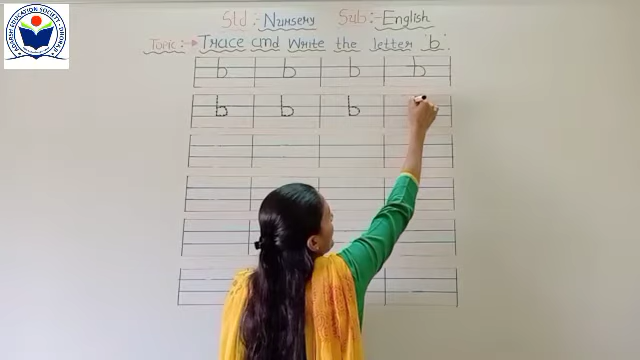 Std:- Nursery Sub:- English
Topic:-→ Trace and Write the letter 'b'.
b b b b
b b b